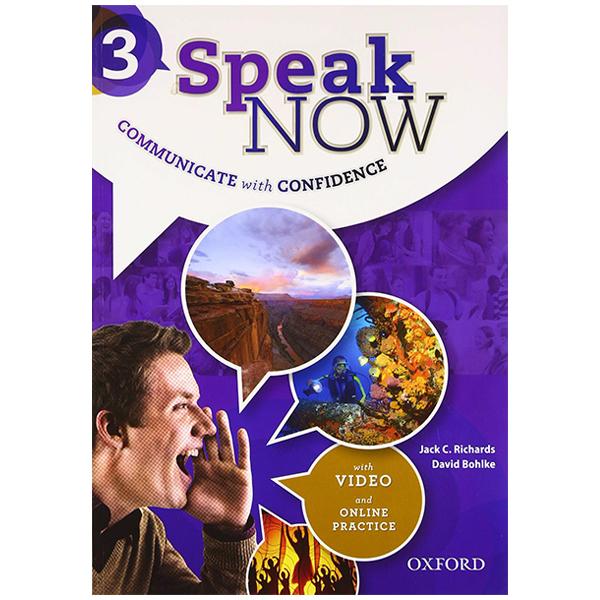 3
Speak
NOW
COMMUNICATE with CONFIDENCE
Jack C. Richards
David Bohlke
with
VIDEO
and
ONLINE
PRACTICE
OXFORD